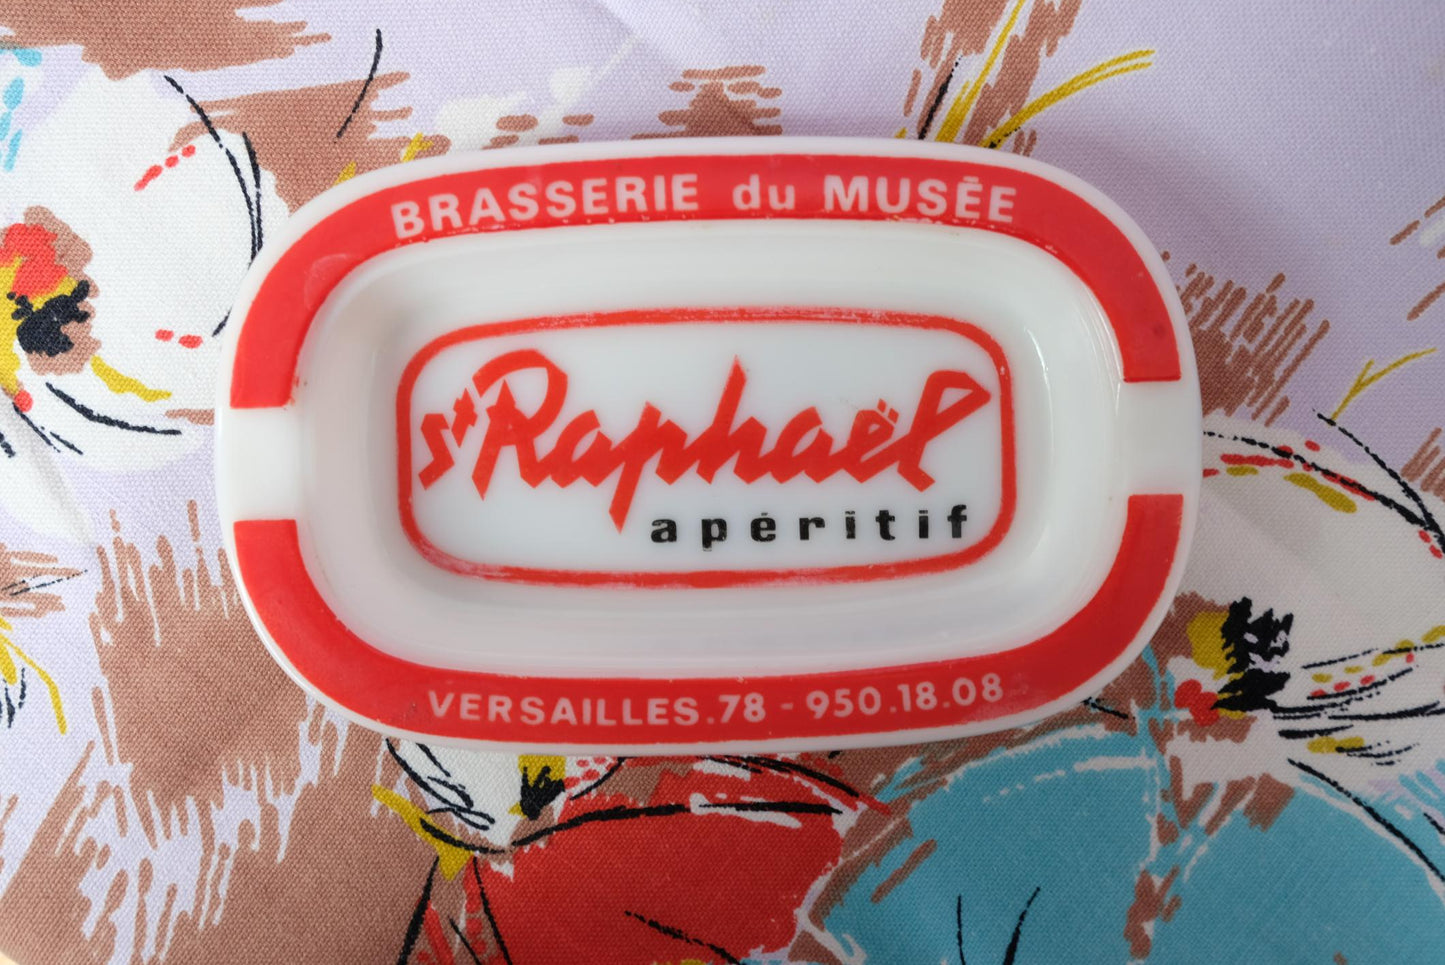 BRASSERIE du MUSÉE
St Raphaël
apéritif
VERSAILLES.78 - 950.18.08